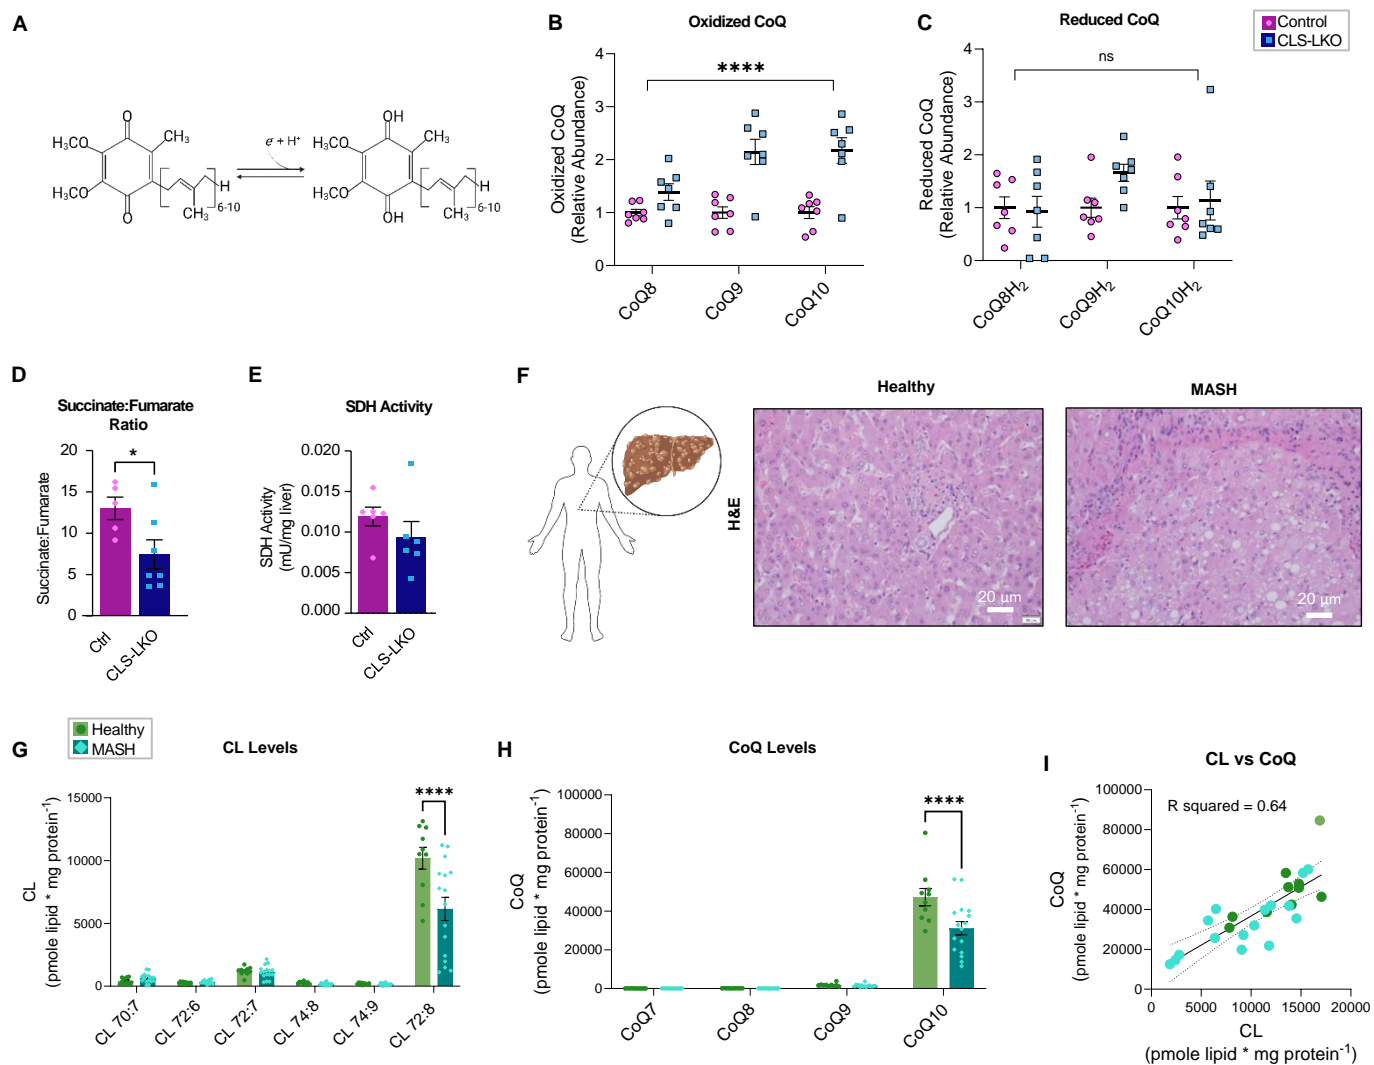 A
O
H₃CO
CH₃
H₃CO
O
CH₃
H
6-10
e⁻ + H⁺
OH
H₃CO
CH₃
H₃CO
OH
CH₃
H
6-10
B
Oxidized CoQ
Oxidized CoQ
(Relative Abundance)
4
3
2
1
0
****
CoQ8
CoQ9
CoQ10
C
Reduced CoQ
Control
CLS-LKO
Reduced CoQ
(Relative Abundance)
4
3
2
1
0
ns
CoQ8H₂
CoQ9H₂
CoQ10H₂
D
Succinate:Fumarate
Ratio
Succinate:Fumarate
20
15
10
5
0
*
Ctrl
CLS-LKO
E
SDH Activity
SDH Activity
(mU/mg liver)
0.020
0.015
0.010
0.005
0.000
Ctrl
CLS-LKO
F
Healthy
MASH
H&E
20 µm
20 µm
Healthy
MASH
G
CL Levels
CL
(pmole lipid * mg protein⁻¹)
15000
10000
5000
0
****
CL 70:7
CL 72:6
CL 72:7
CL 74:8
CL 74:9
CL 72:8
H
CoQ Levels
CoQ
(pmole lipid * mg protein⁻¹)
100000
80000
60000
40000
20000
0
****
CoQ7
CoQ8
CoQ9
CoQ10
I
CL vs CoQ
R squared = 0.64
CoQ
(pmole lipid * mg protein⁻¹)
100000
80000
60000
40000
20000
0
0
5000
10000
15000
20000
CL
(pmole lipid * mg protein⁻¹)